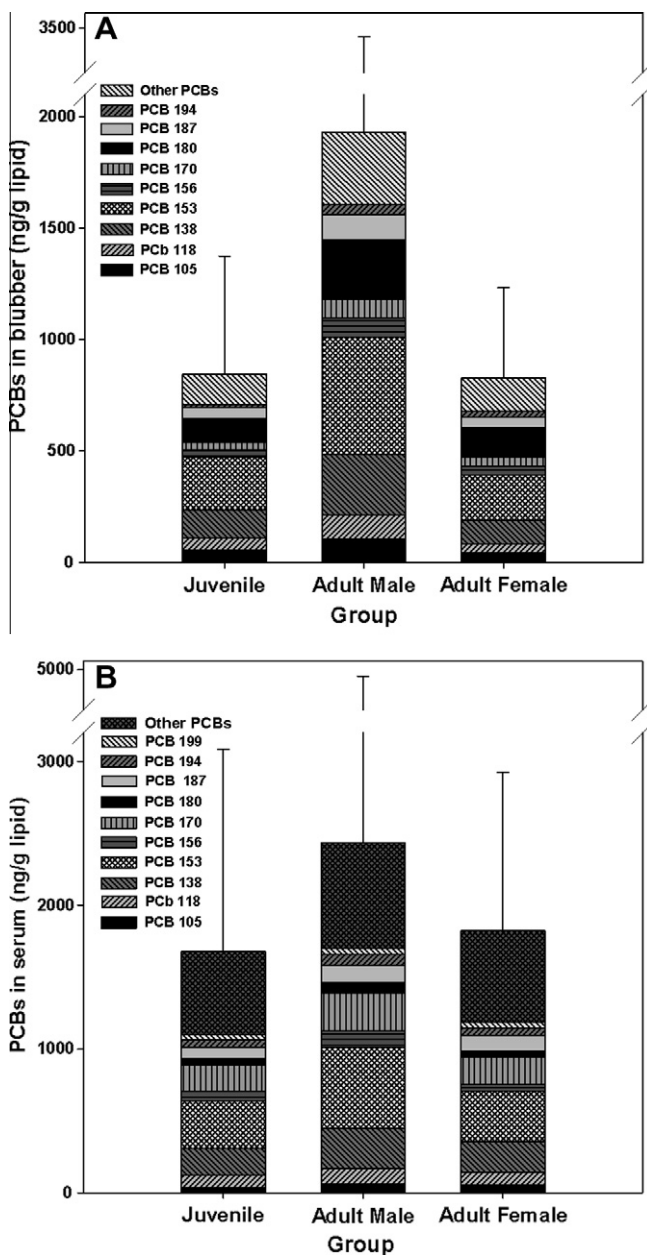 A
3500
Other PCBs
PCB 194
PCB 187
PCB 180
PCB 170
PCB 156
PCB 153
PCB 138
PCb 118
PCB 105
2000
1500
1000
500
0
PCBs in blubber (ng/g lipid)
Juvenile Adult Male Adult Female
Group
B
5000
Other PCBs
PCB 199
PCB 194
PCB 187
PCB 180
PCB 170
PCB 156
PCB 153
PCB 138
PCb 118
PCB 105
3000
2000
1000
0
PCBs in serum (ng/g lipid)
Juvenile Adult Male Adult Female
Group